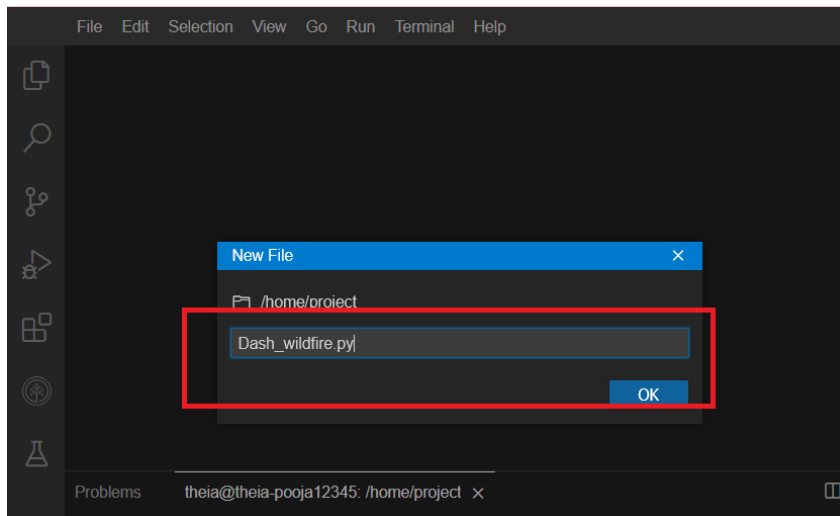 File Edit Selection View Go Run Terminal Help
New File
/home/project
Dash_wildfire.py
OK
Problems theia@theia-pooja12345: /home/project